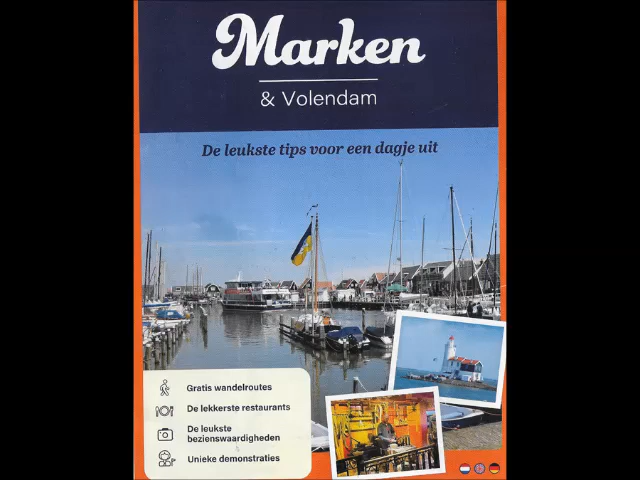 Marken
& Volendam
De leukste tips voor een dagje uit
Gratis wandelroutes
De lekkerste restaurants
De leukste
bezienswaardigheden
Unieke demonstraties